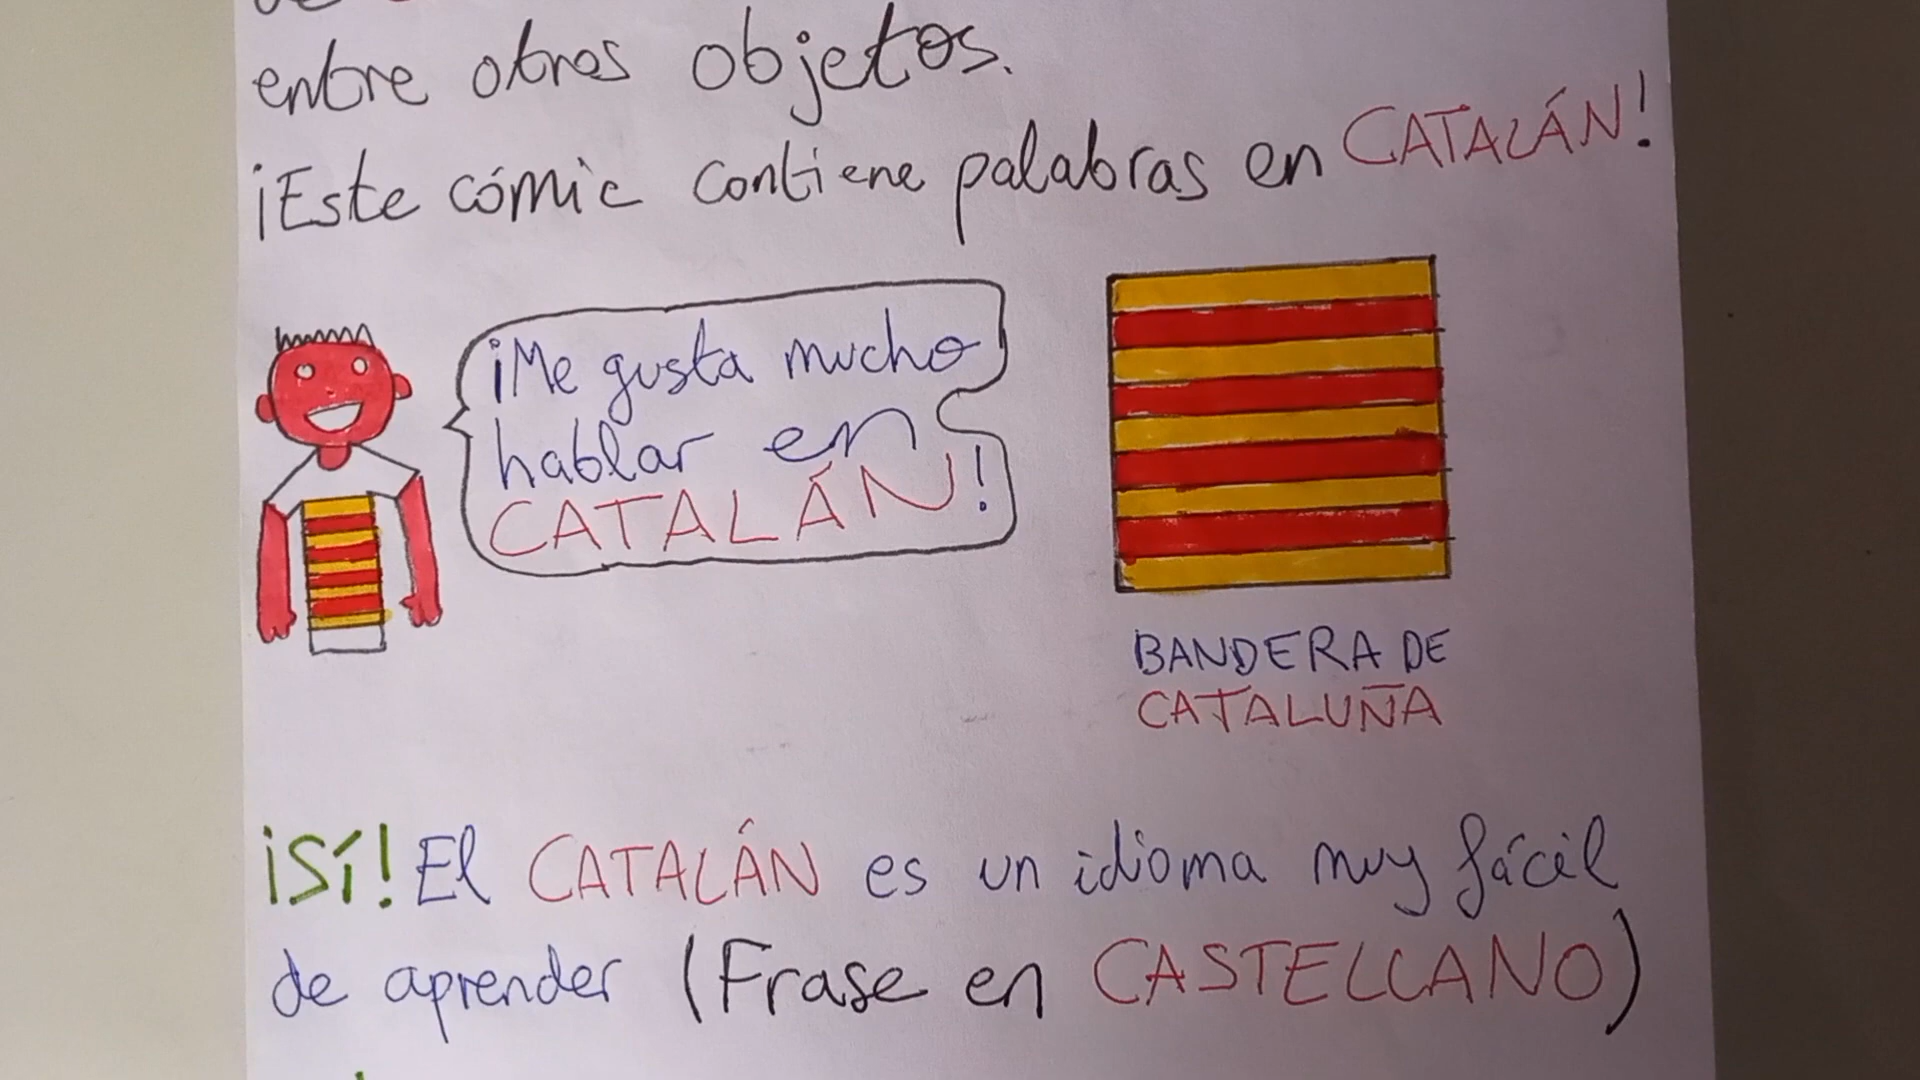 entre otros objetos.
¡Este cómic contiene palabras en CATALÁN!
¡Me gusta mucho
hablar en
CATALÁN!
BANDERA DE
CATALUÑA
¡SÍ! El CATALÁN es un idioma muy fácil
de aprender (Frase en CASTELLANO)